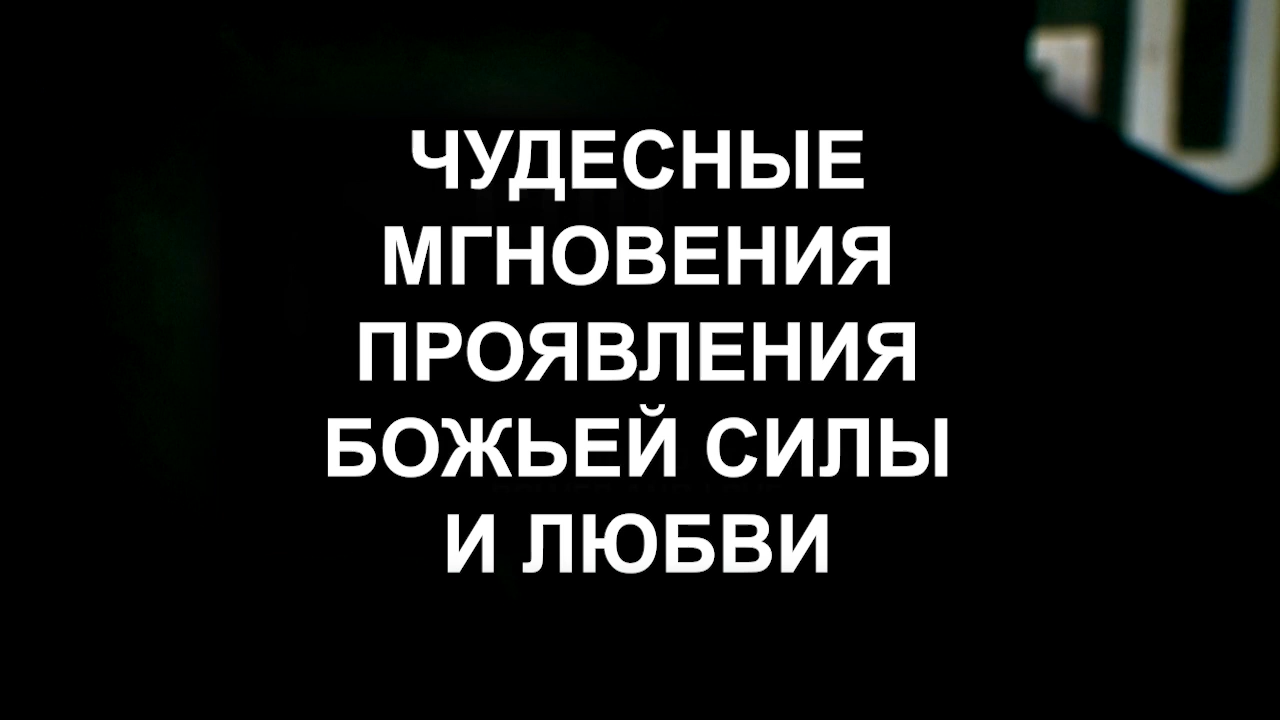 ЧУДЕСНЫЕ
МГНОВЕНИЯ
ПРОЯВЛЕНИЯ
БОЖЬЕЙ СИЛЫ
И ЛЮБВИ